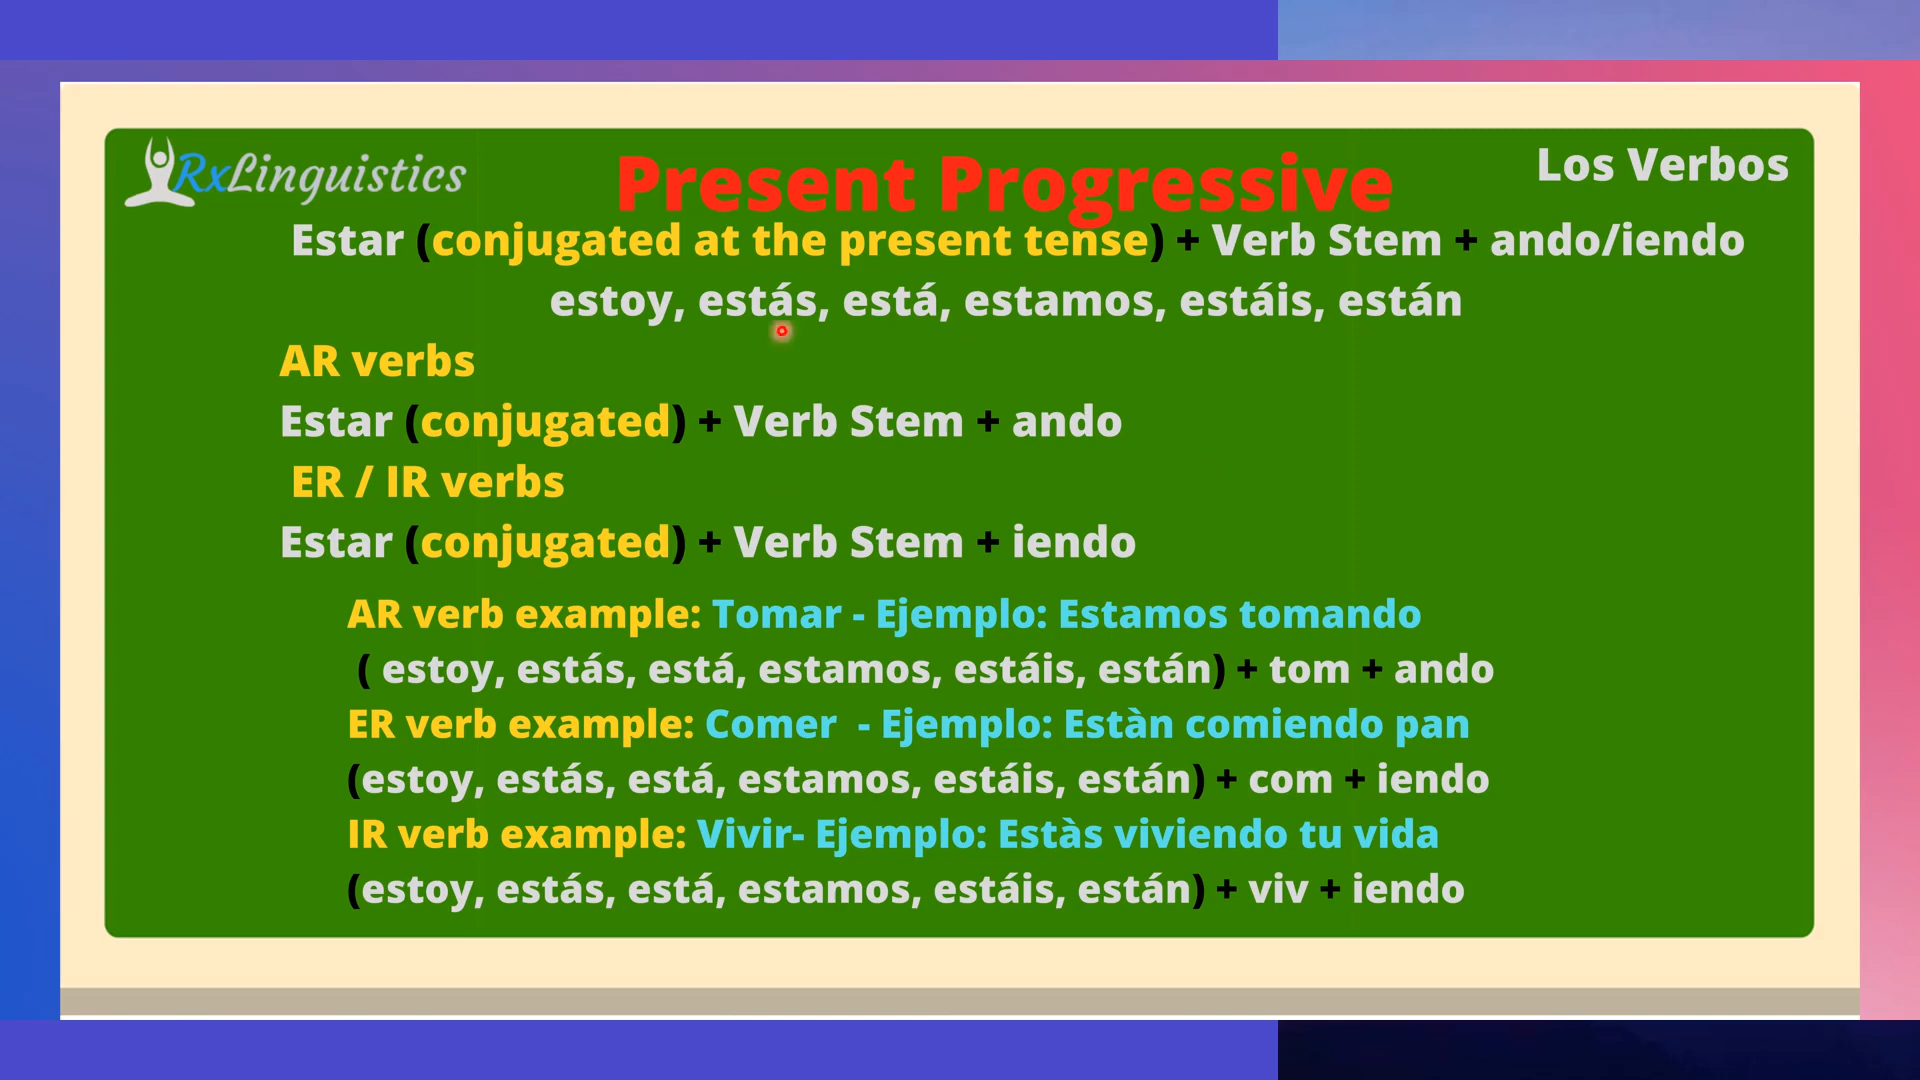 RxLinguistics
Present Progressive
Los Verbos
Estar (conjugated at the present tense) + Verb Stem + ando/iendo
estoy, estás, está, estamos, estáis, están
AR verbs
Estar (conjugated) + Verb Stem + ando
ER / IR verbs
Estar (conjugated) + Verb Stem + iendo
AR verb example: Tomar - Ejemplo: Estamos tomando
( estoy, estás, está, estamos, estáis, están) + tom + ando
ER verb example: Comer - Ejemplo: Estàn comiendo pan
(estoy, estás, está, estamos, estáis, están) + com + iendo
IR verb example: Vivir- Ejemplo: Estàs viviendo tu vida
(estoy, estás, está, estamos, estáis, están) + viv + iendo